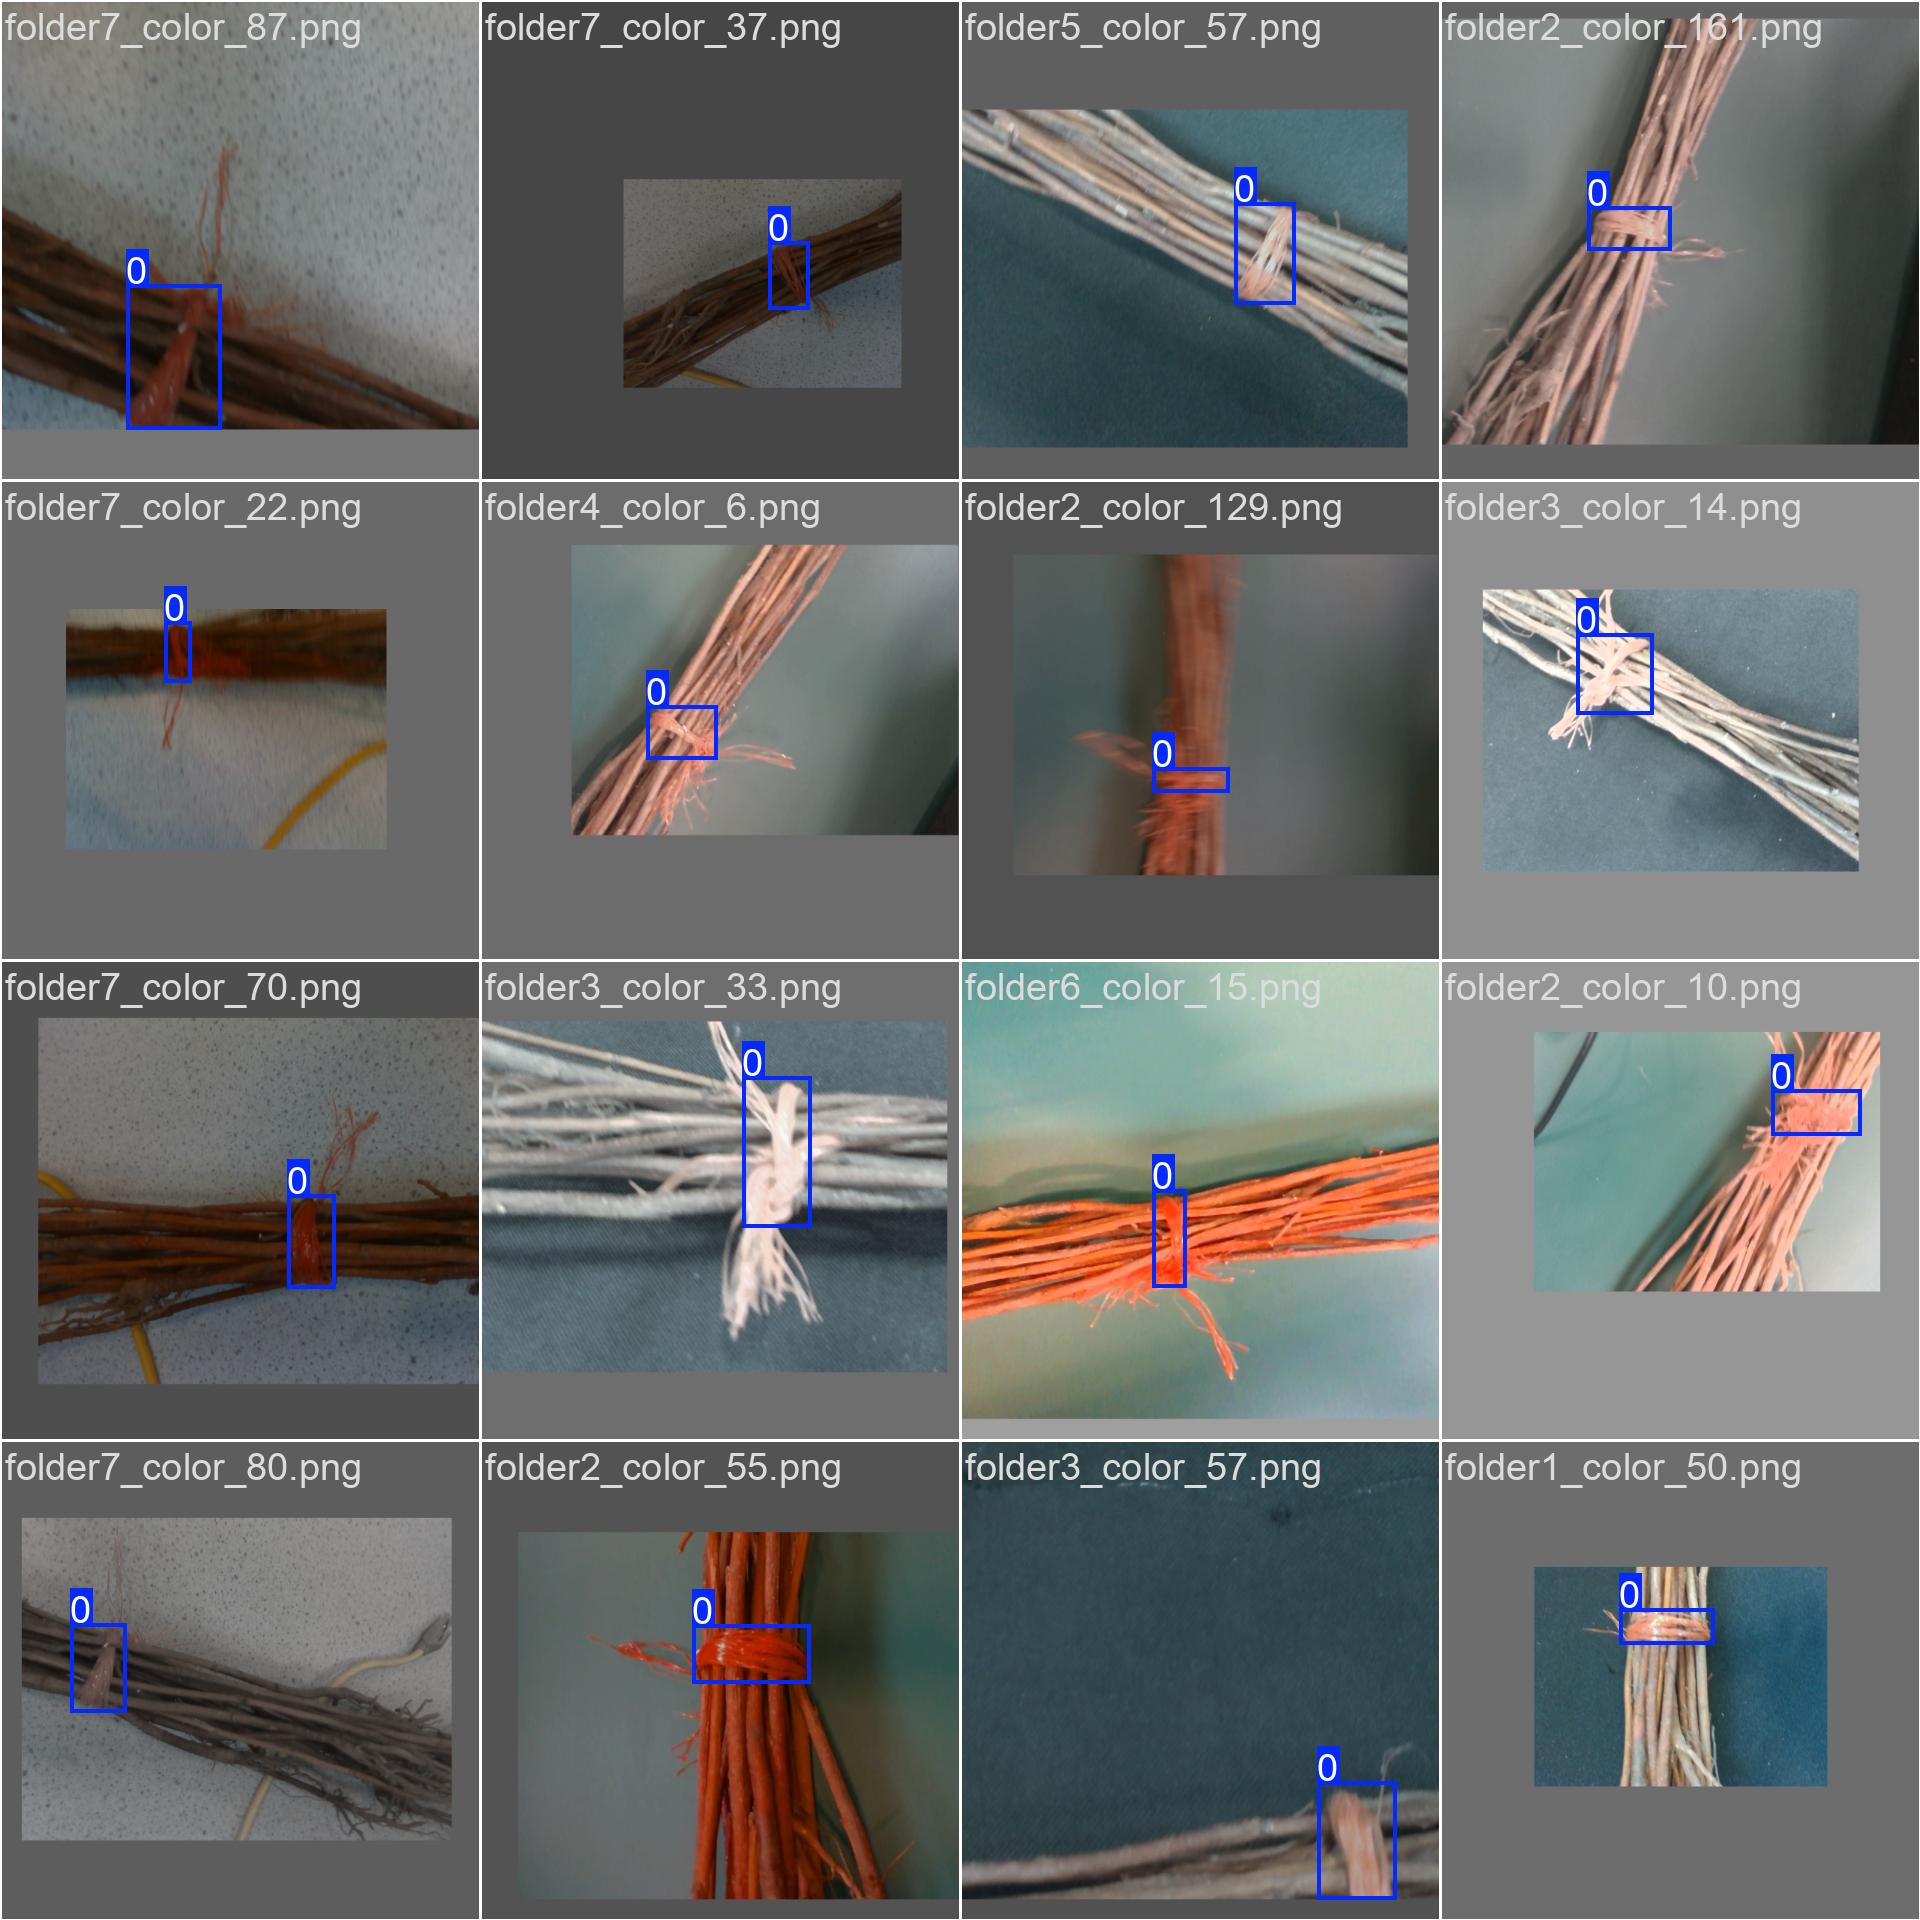 folder7_color_87.png
folder7_color_37.png
folder5_color_57.png
folder2_color_161.png
0
0
0
0
folder7_color_22.png
folder4_color_6.png
folder2_color_129.png
folder3_color_14.png
0
0
0
0
folder7_color_70.png
folder3_color_33.png
folder6_color_15.png
folder2_color_10.png
0
0
0
0
folder7_color_80.png
folder2_color_55.png
folder3_color_57.png
folder1_color_50.png
0
0
0
0